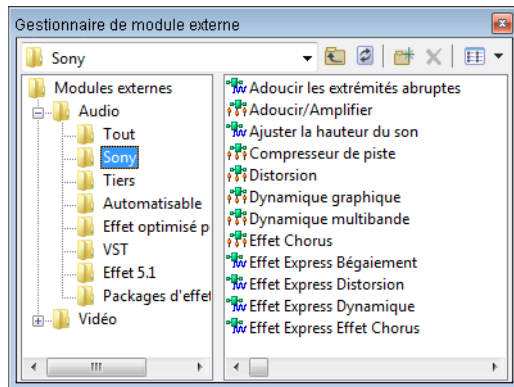 Gestionnaire de module externe
Sony
Modules externes
Audio
Tout
Sony
Tiers
Automatisable
Effet optimisé p
VST
Effet 5.1
Packages d'effet
Vidéo
Adoucir les extrémités abruptes
Adoucir/Amplifier
Ajuster la hauteur du son
Compresseur de piste
Distorsion
Dynamique graphique
Dynamique multibande
Effet Chorus
Effet Express Bégaiement
Effet Express Distorsion
Effet Express Dynamique
Effet Express Effet Chorus